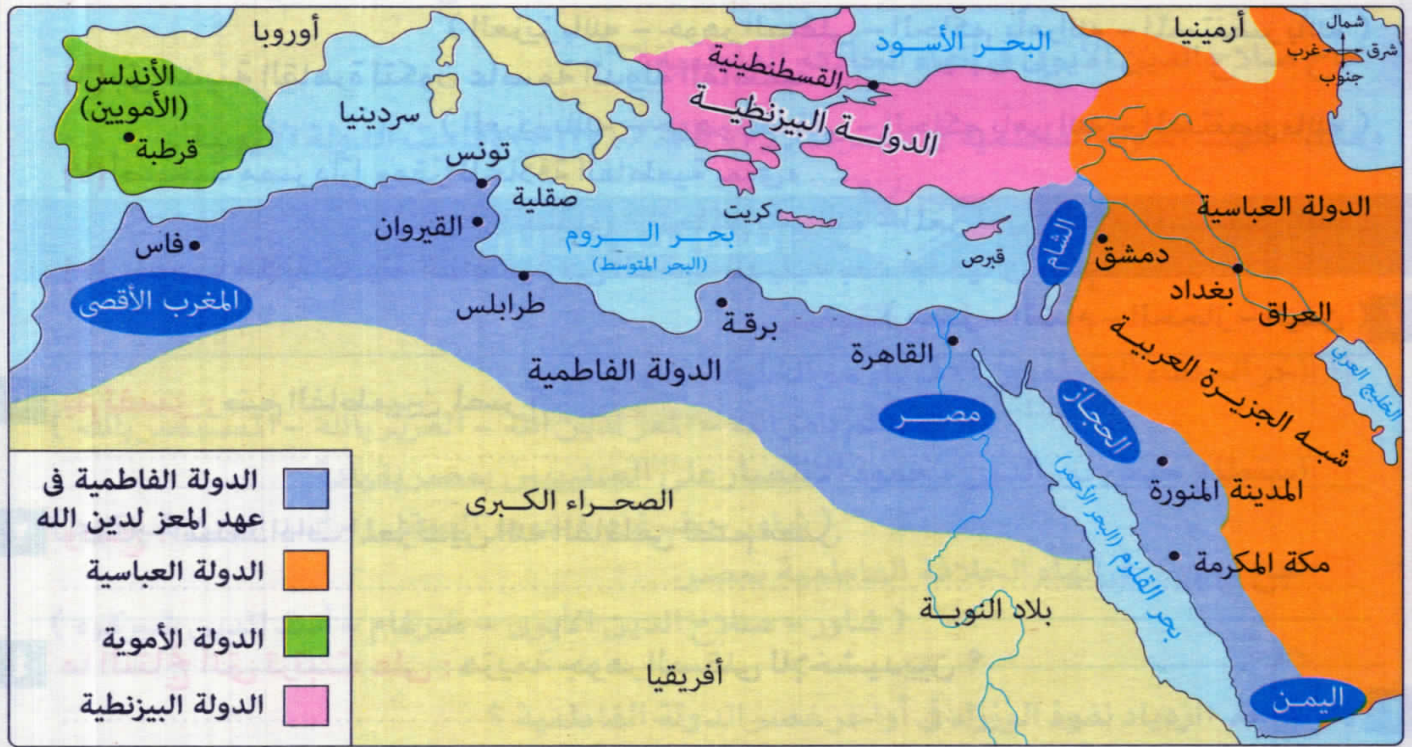 شمال
شرق
غرب
جنوب
أرمينيا
البحر الأسود
أوروبا
القسطنطينية
الدولة البيزنطية
الأندلس
(الأمويين)
قرطبة
سردينيا
تونس
صقلية
كريت
قبرص
الشام
دمشق
الدولة العباسية
بغداد
العراق
القيروان
فاس
المغرب الأقصى
بحر الروم
(البحر المتوسط)
طرابلس
برقة
القاهرة
الدولة الفاطمية
مصر
الحجاز
شبه الجزيرة العربية
الخليج العربى
المدينة المنورة
مكة المكرمة
بحر القلزم (البحر الأحمر)
الصحراء الكبرى
بلاد النوبة
أفريقيا
اليمن
الدولة الفاطمية فى
عهد المعز لدين الله
الدولة العباسية
الدولة الأموية
الدولة البيزنطية